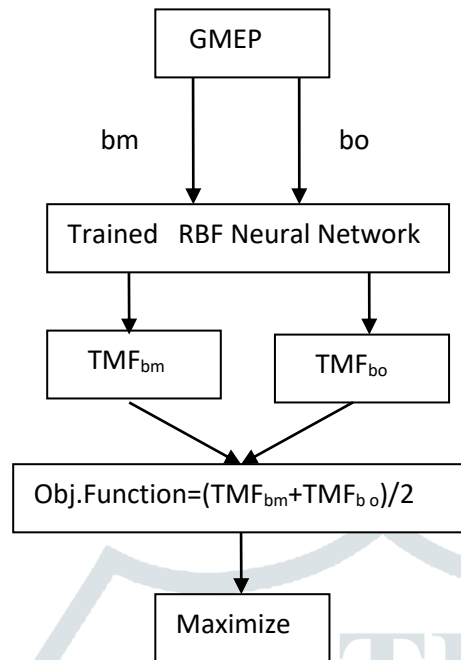 GMEP
bm bo
Trained RBF Neural Network
TMFbm TMFbo
Obj.Function=(TMFbm+TMFb o)/2
Maximize